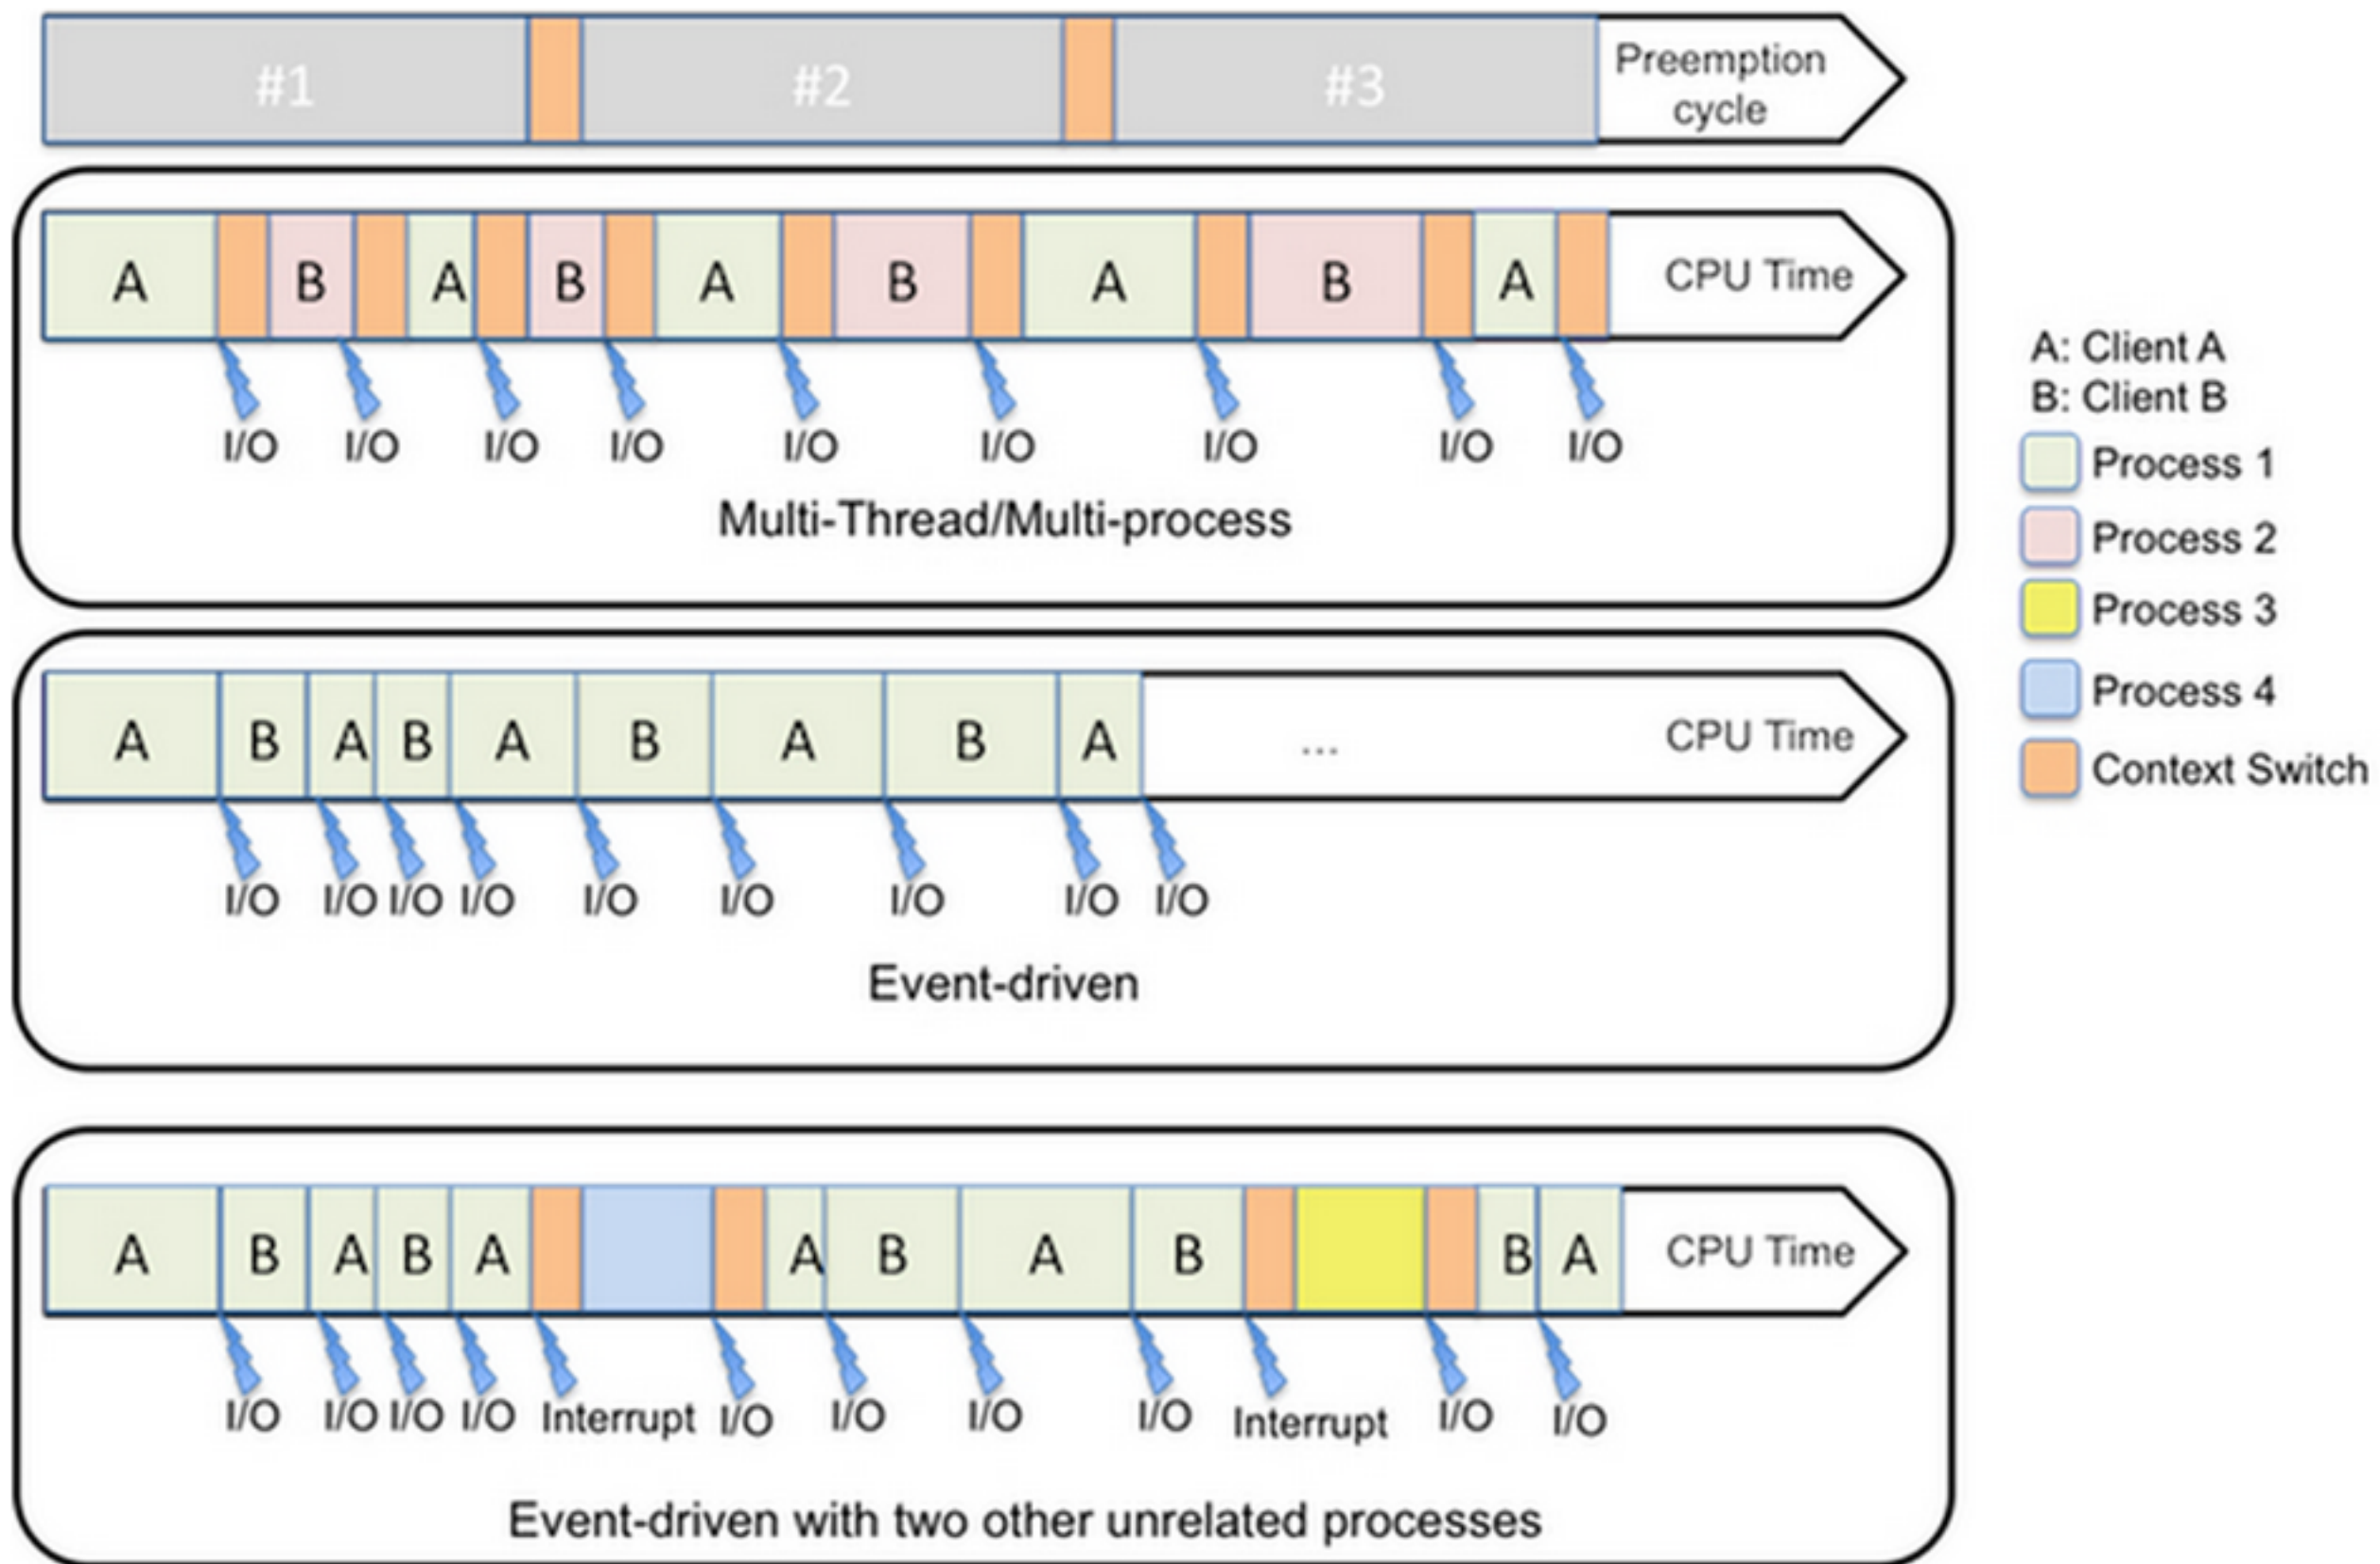 #1 #2 #3 Preemption
cycle
A B A B A B A B A CPU Time
I/O I/O I/O I/O I/O I/O I/O I/O I/O
Multi-Thread/Multi-process
A: Client A
B: Client B
Process 1
Process 2
Process 3
Process 4
Context Switch
A B A B A B A B A ... CPU Time
I/O I/O I/O I/O I/O I/O I/O I/O I/O
Event-driven
A B A B A A B A B B A CPU Time
I/O I/O I/O I/O Interrupt I/O I/O I/O I/O Interrupt I/O I/O
Event-driven with two other unrelated processes